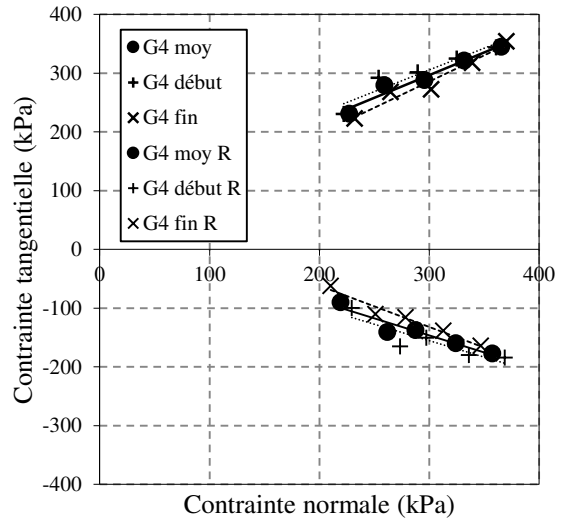 400
300
200
100
0
-100
-200
-300
-400
0
100
200
300
400
Contrainte tangentielle (kPa)
Contrainte normale (kPa)
G4 moy
G4 début
G4 fin
G4 moy R
G4 début R
G4 fin R